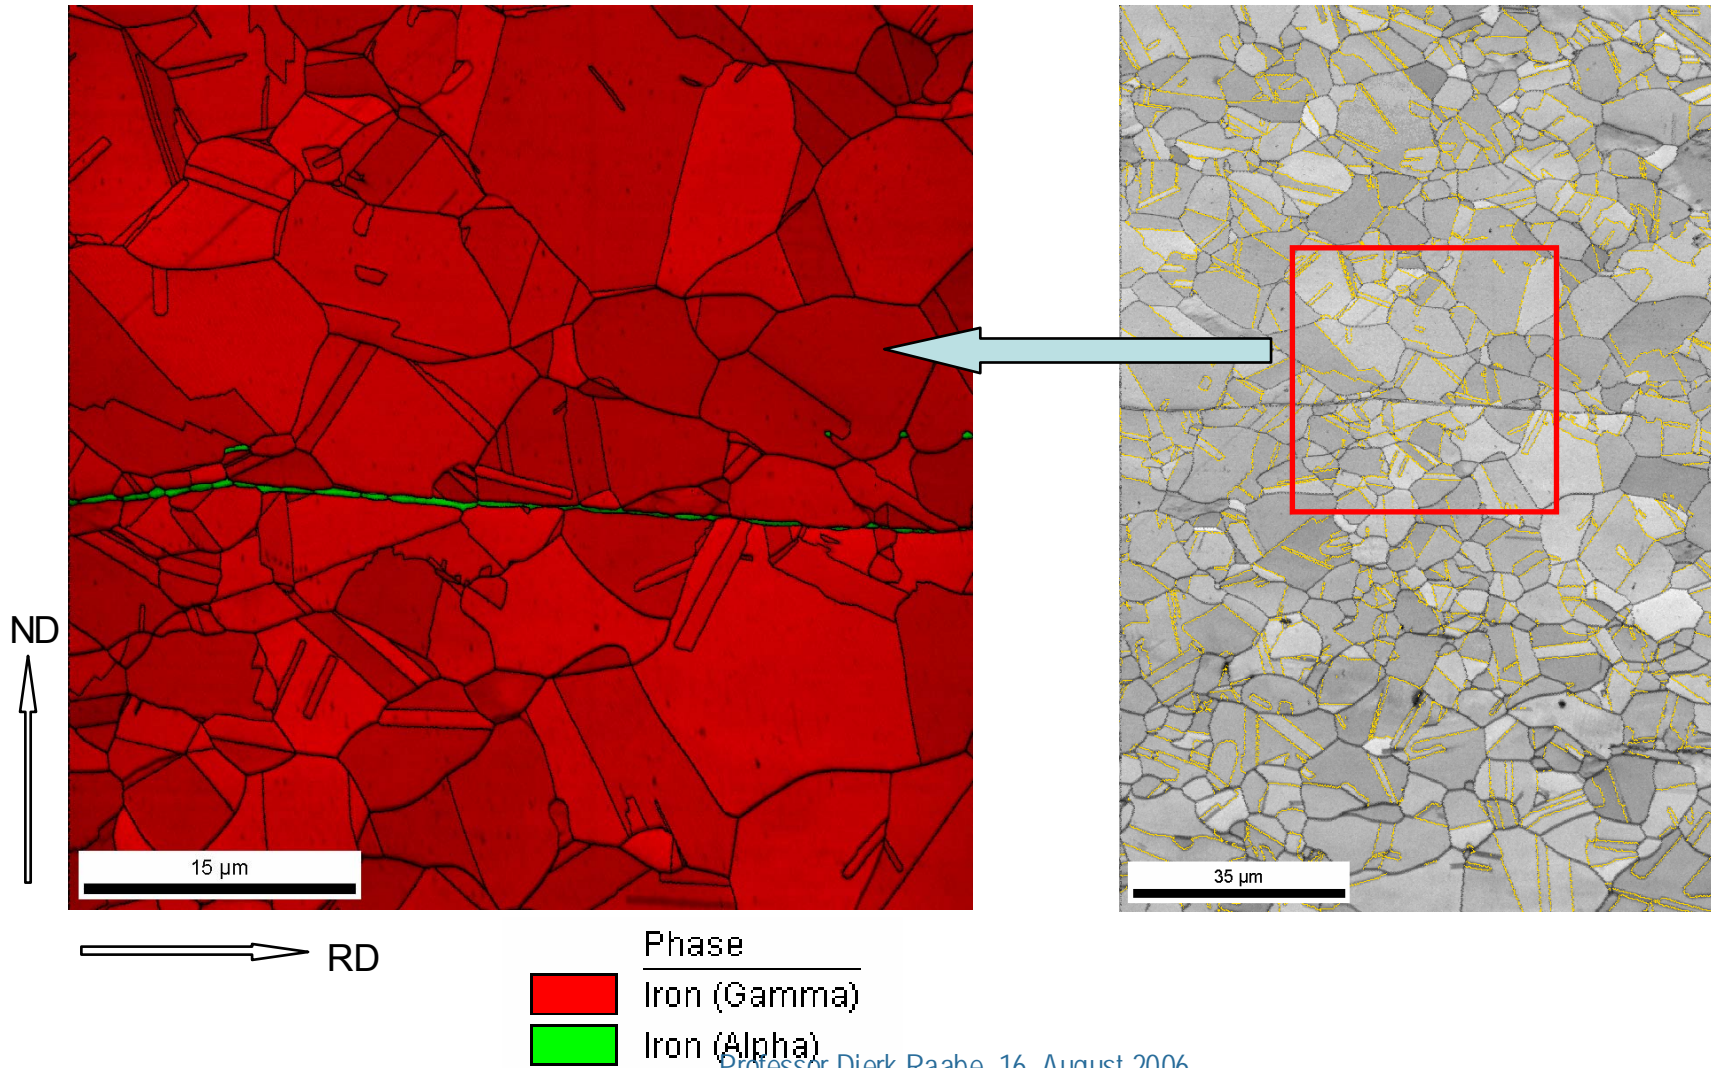 ND
15 µm
35 µm
RD
Phase
Iron (Gamma)
Iron (Alpha)
Professor Dierk Raabe, 16. August 2006